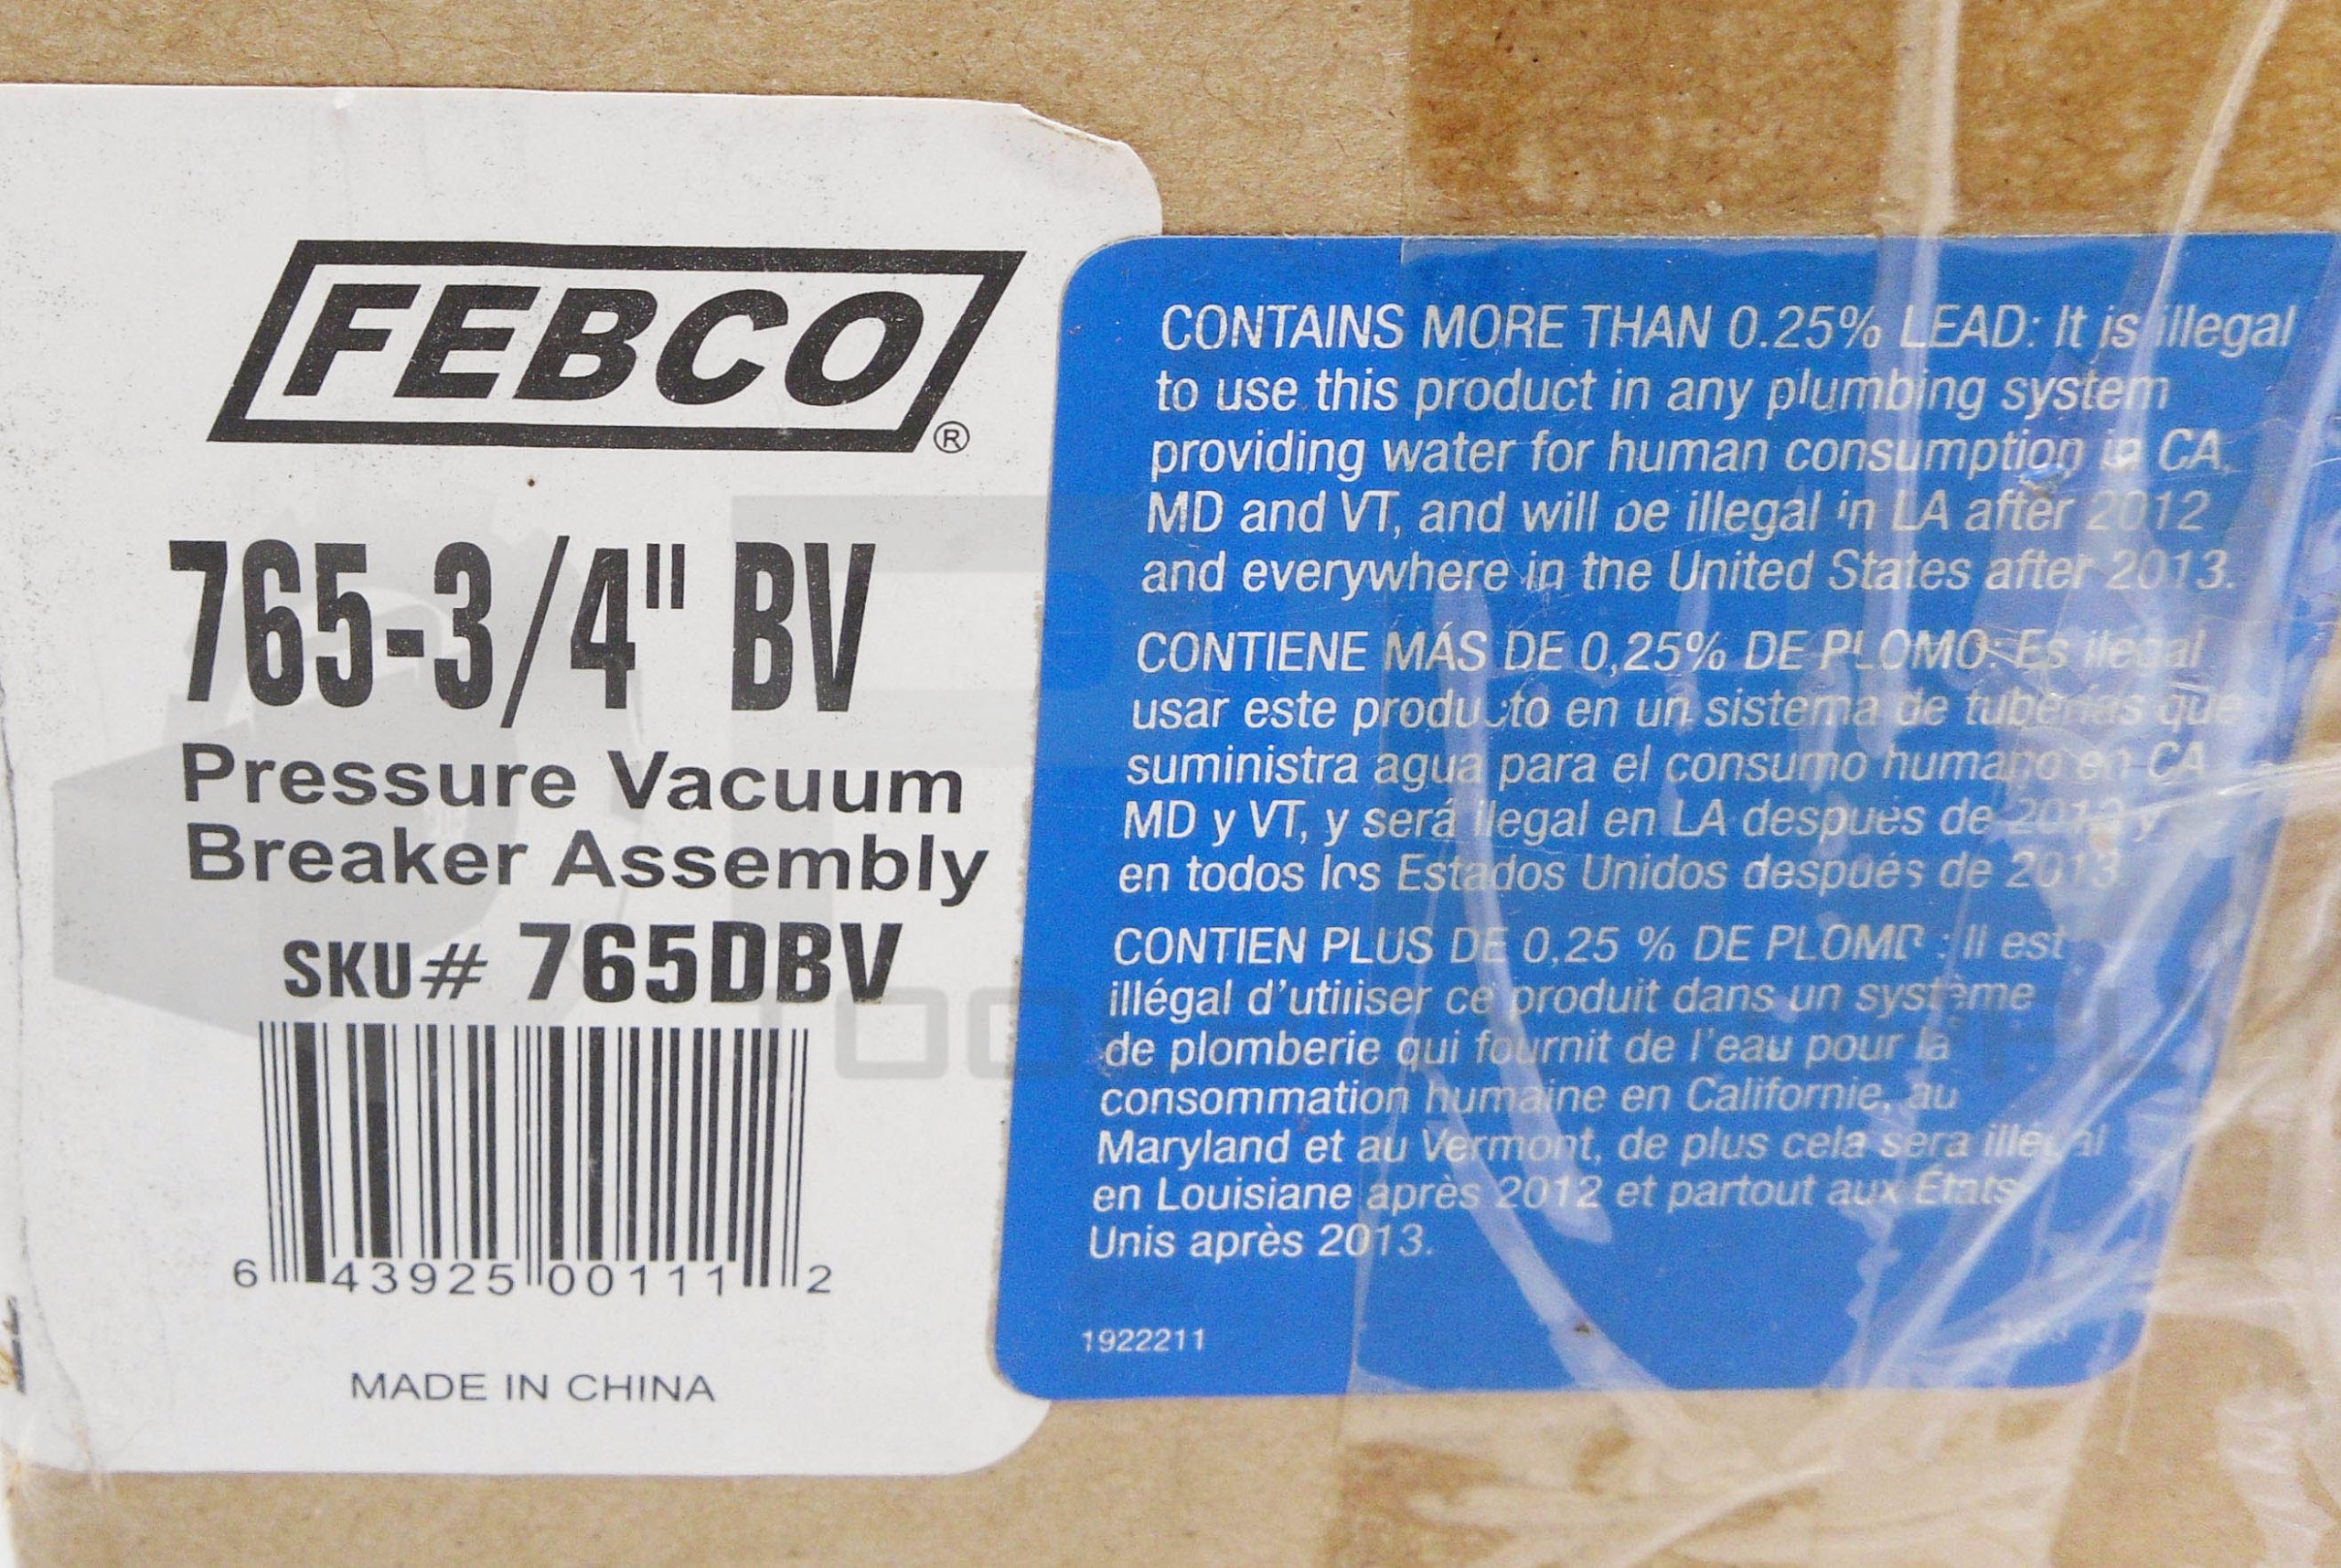 FEBCO®
765-3/4" BV
Pressure Vacuum
Breaker Assembly
SKU# 765DBV
6 43925 00111 2
MADE IN CHINA
CONTAINS MORE THAN 0.25% LEAD: It is illegal
to use this product in any plumbing system
providing water for human consumption in CA,
MD and VT, and will be illegal in LA after 2012
and everywhere in the United States after 2013.
CONTIENE MÁS DE 0,25% DE PLOMO: Es ilegal
usar este producto en un sistema de tuberías que
suministra agua para el consumo humano en CA
MD y VT, y será ilegal en LA después de 2012 y
en todos los Estados Unidos después de 2013.
CONTIEN PLUS DE 0,25 % DE PLOMB : Il est
illégal d'utiliser ce produit dans un système
de plomberie qui fournit de l'eau pour la
consommation humaine en Californie, au
Maryland et au Vermont, de plus cela sera illégal
en Louisiane après 2012 et partout aux États
Unis après 2013.
1922211